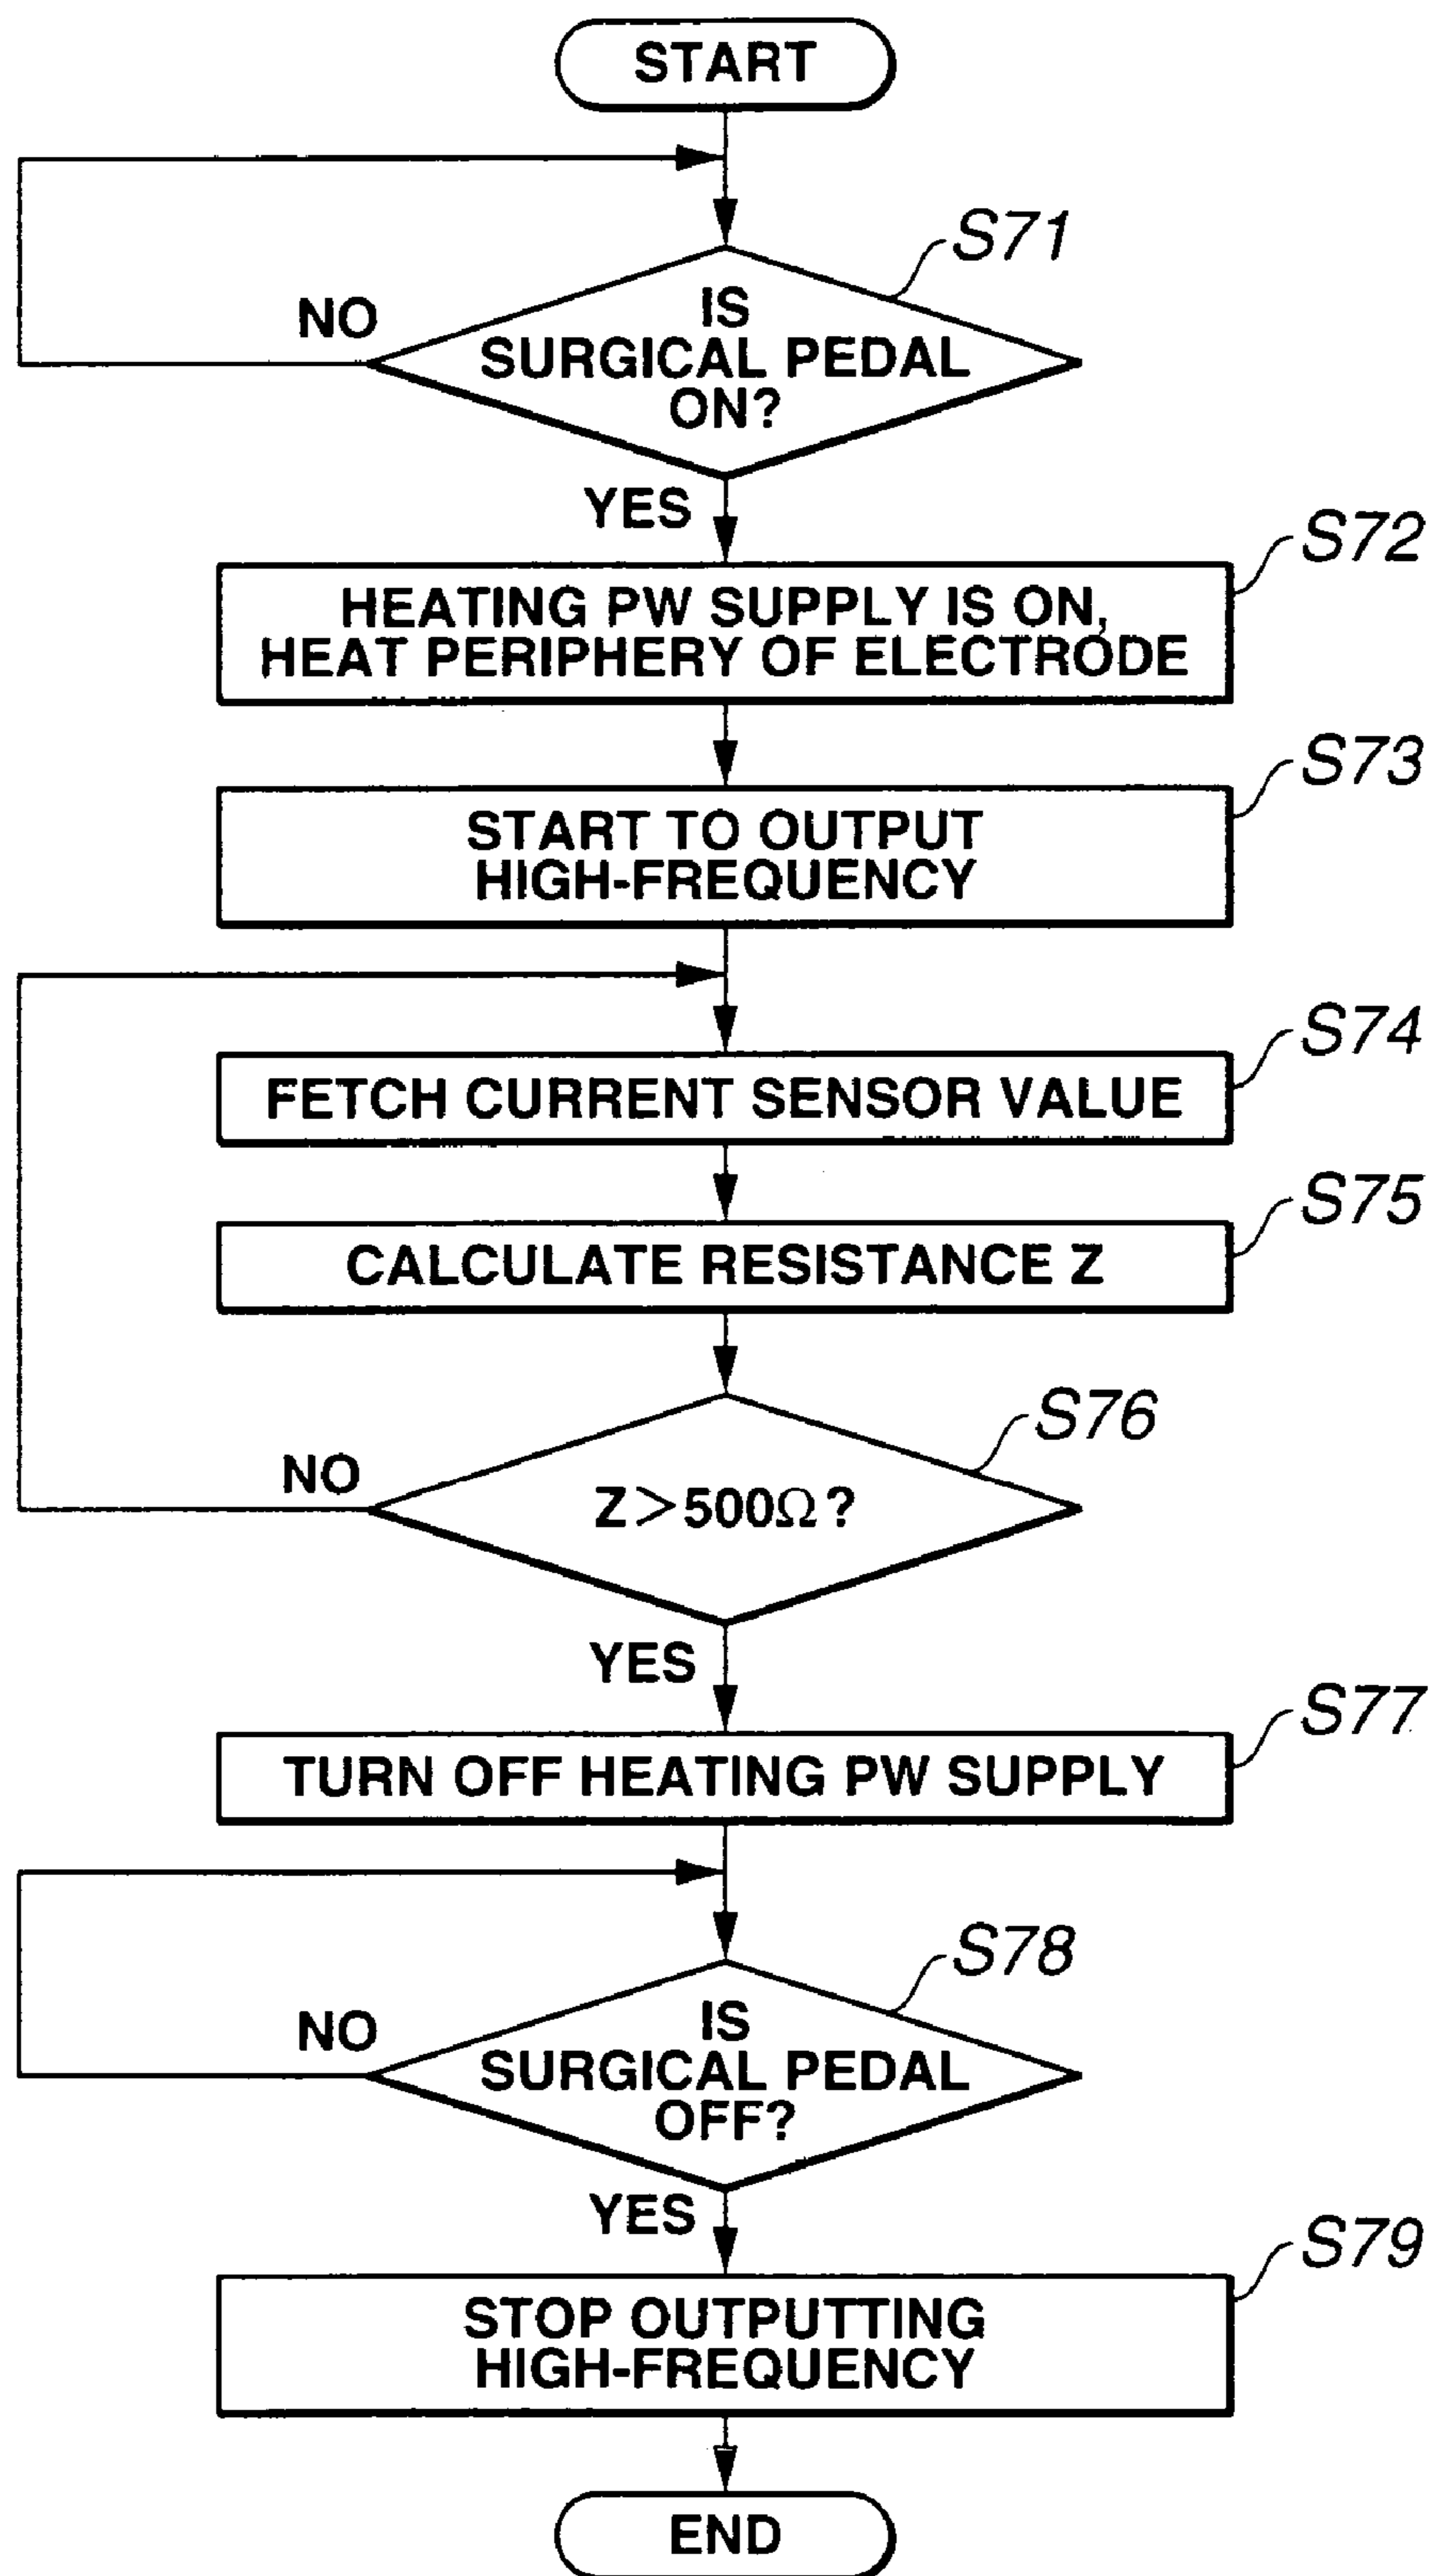 START
S71
IS
SURGICAL PEDAL
ON?
NO
YES
S72
HEATING PW SUPPLY IS ON,
HEAT PERIPHERY OF ELECTRODE
S73
START TO OUTPUT
HIGH-FREQUENCY
S74
FETCH CURRENT SENSOR VALUE
S75
CALCULATE RESISTANCE Z
S76
Z>500Ω?
NO
YES
S77
TURN OFF HEATING PW SUPPLY
S78
IS
SURGICAL PEDAL
OFF?
NO
YES
S79
STOP OUTPUTTING
HIGH-FREQUENCY
END